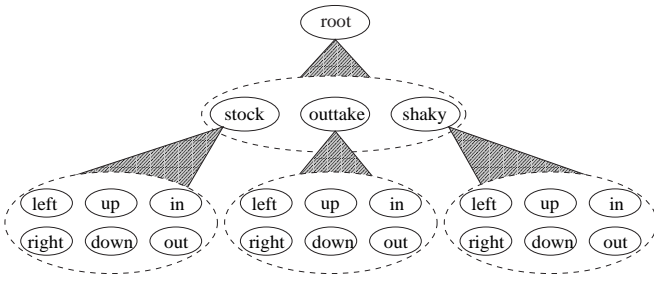 root
stock outtake shaky
left up in left up in left up in
right down out right down out right down out